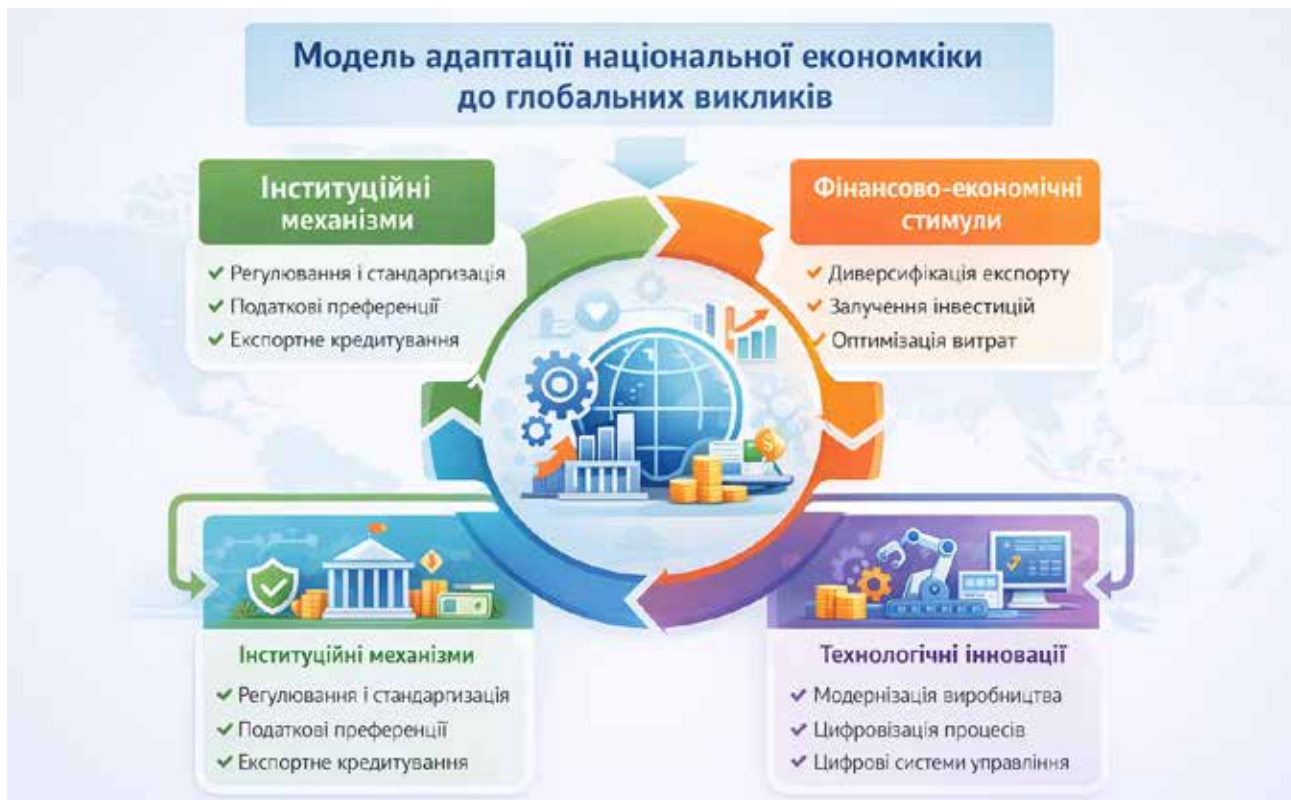 Модель адаптації національної економкіки
до глобальних викликів
Інституційні
механізми
✔ Регулювання і стандаргизація
✔ Податкові преференції
✔ Експортне кредитування
Фінансово-економічні
стимули
✔ Диверсифікація експорту
✔ Залучення інвестицій
✔ Оптимізація витрат
Інституційні механізми
✔ Регулювання і стандаргизація
✔ Податкові преференції
✔ Експортне кредитування
Технологічні інновації
✔ Модернізація виробництва
✔ Цифровізація процесів
✔ Цифрові системи управління